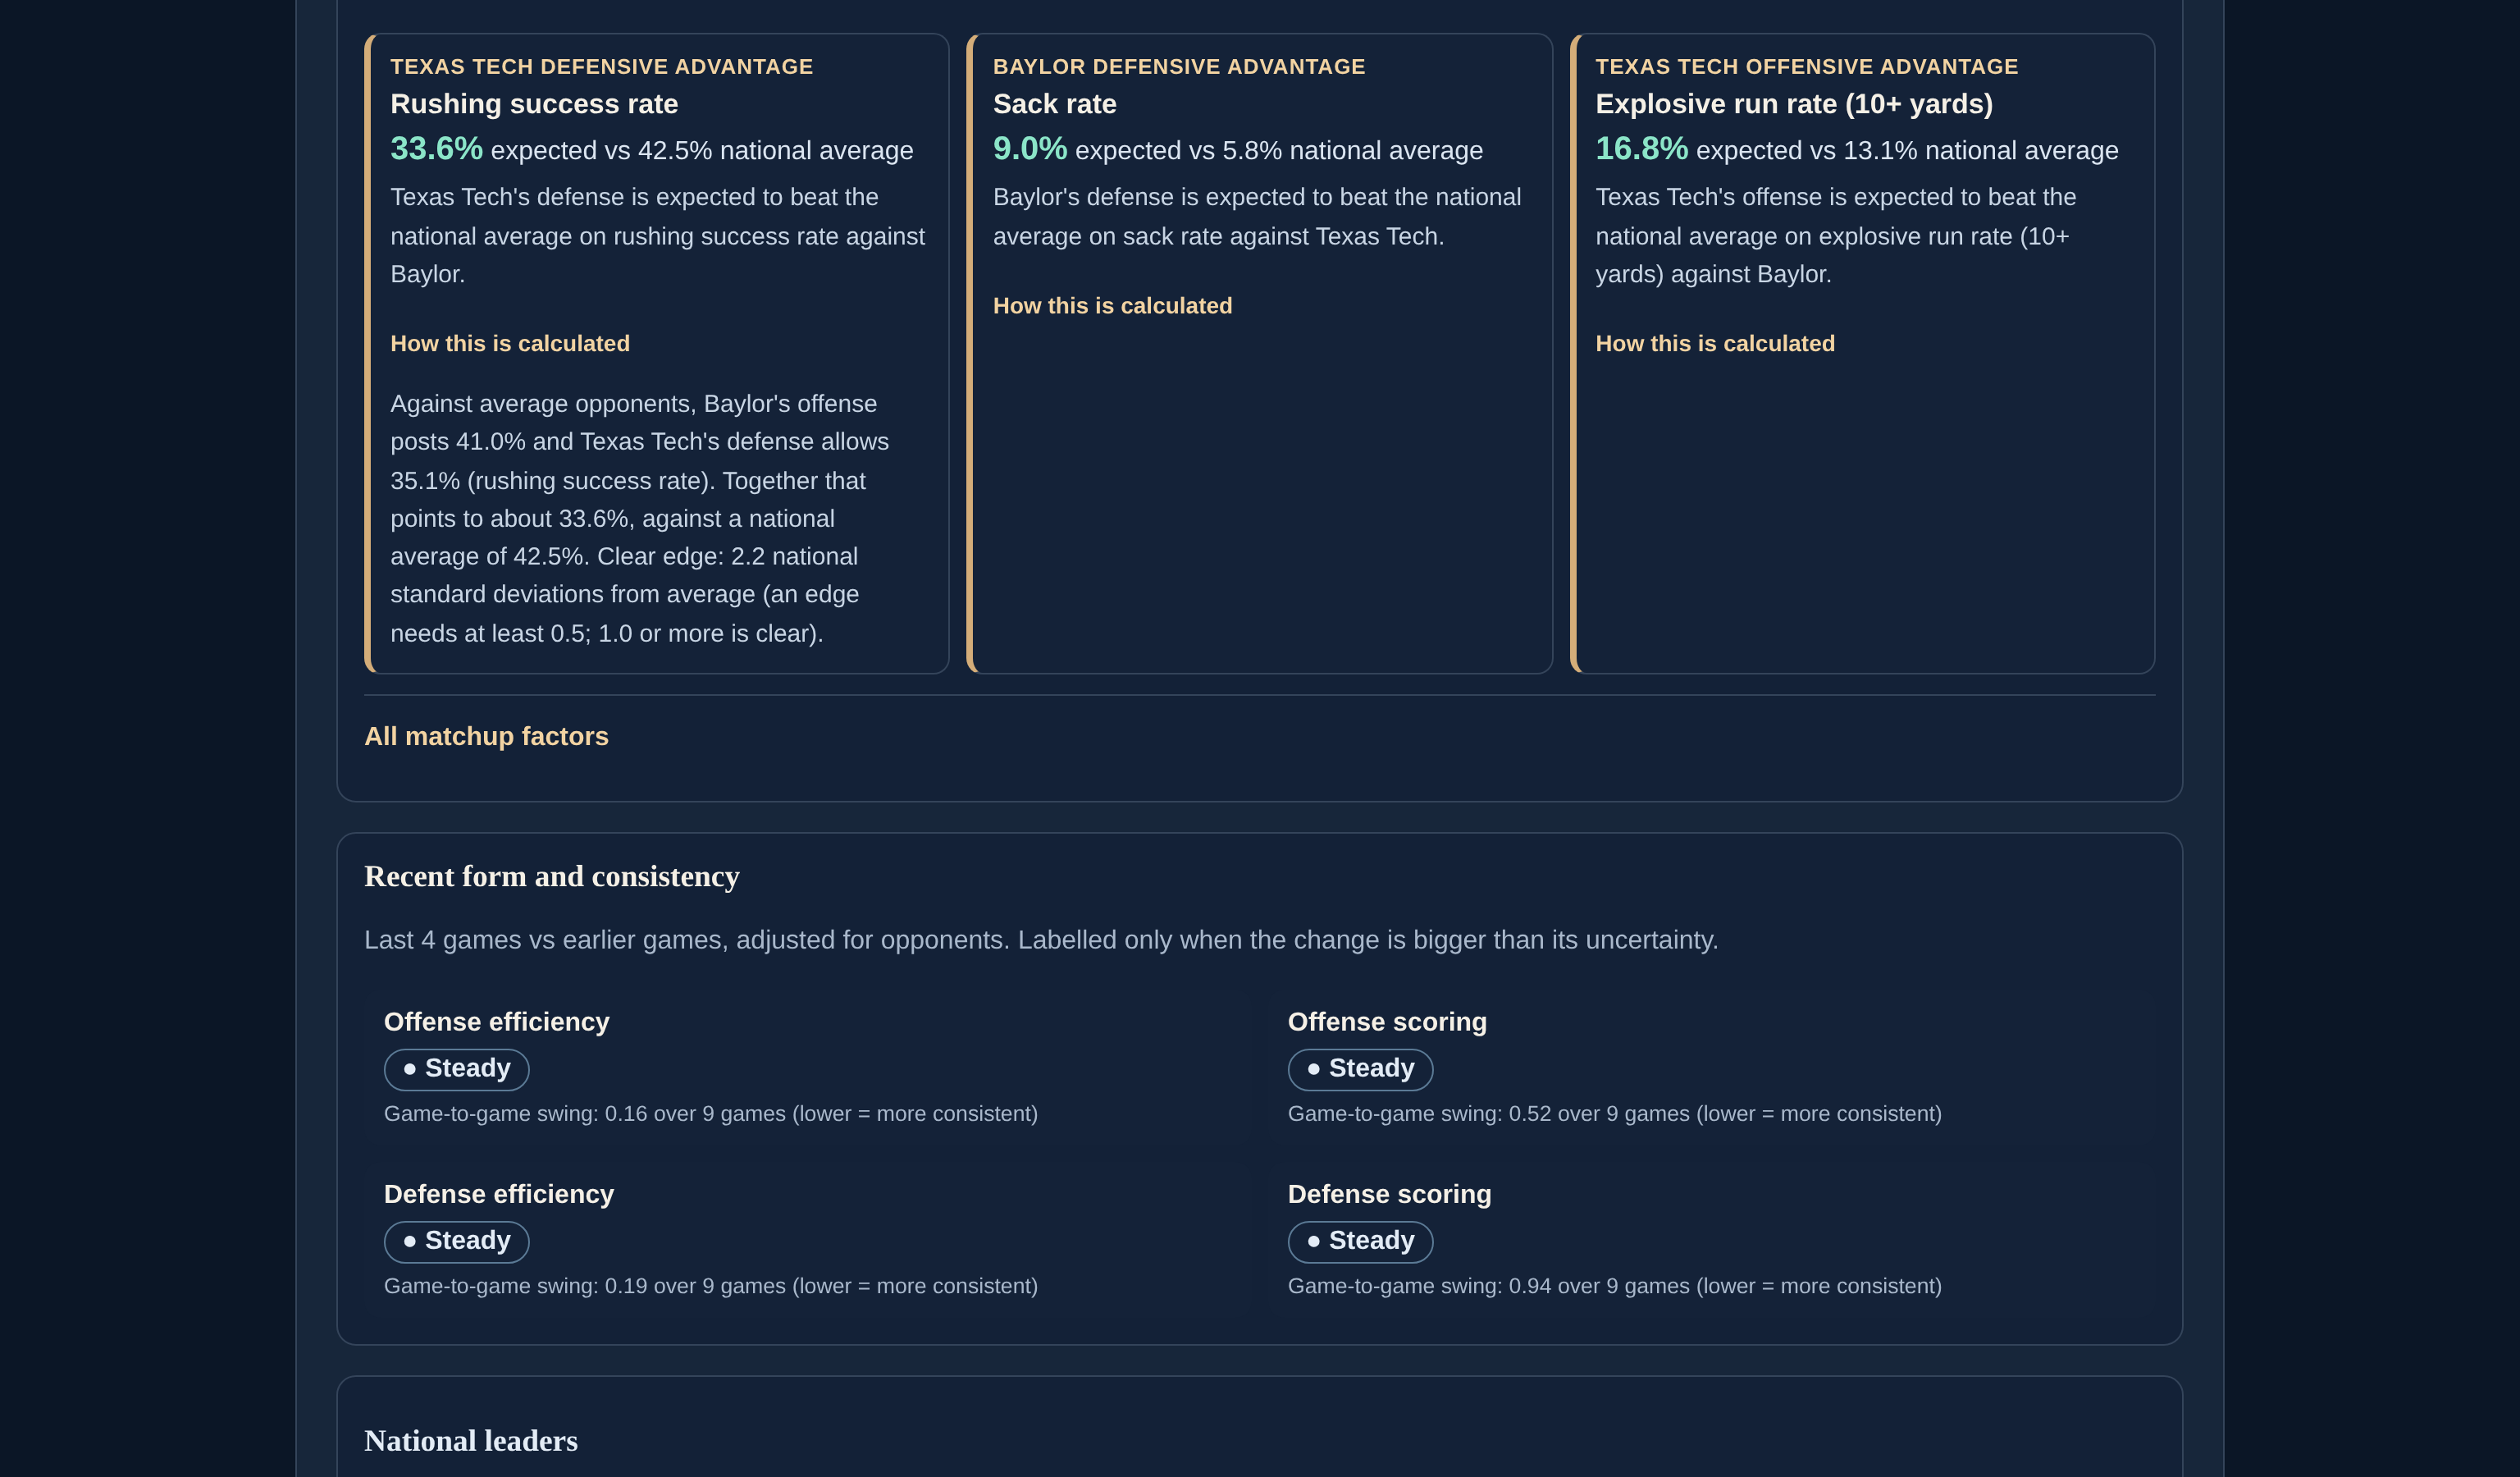 TEXAS TECH DEFENSIVE ADVANTAGE
Rushing success rate
33.6% expected vs 42.5% national average
Texas Tech's defense is expected to beat the
national average on rushing success rate against
Baylor.
How this is calculated
Against average opponents, Baylor's offense
posts 41.0% and Texas Tech's defense allows
35.1% (rushing success rate). Together that
points to about 33.6%, against a national
average of 42.5%. Clear edge: 2.2 national
standard deviations from average (an edge
needs at least 0.5; 1.0 or more is clear).
BAYLOR DEFENSIVE ADVANTAGE
Sack rate
9.0% expected vs 5.8% national average
Baylor's defense is expected to beat the national
average on sack rate against Texas Tech.
How this is calculated
TEXAS TECH OFFENSIVE ADVANTAGE
Explosive run rate (10+ yards)
16.8% expected vs 13.1% national average
Texas Tech's offense is expected to beat the
national average on explosive run rate (10+
yards) against Baylor.
How this is calculated
All matchup factors
Recent form and consistency
Last 4 games vs earlier games, adjusted for opponents. Labelled only when the change is bigger than its uncertainty.
Offense efficiency
● Steady
Game-to-game swing: 0.16 over 9 games (lower = more consistent)
Offense scoring
● Steady
Game-to-game swing: 0.52 over 9 games (lower = more consistent)
Defense efficiency
● Steady
Game-to-game swing: 0.19 over 9 games (lower = more consistent)
Defense scoring
● Steady
Game-to-game swing: 0.94 over 9 games (lower = more consistent)
National leaders